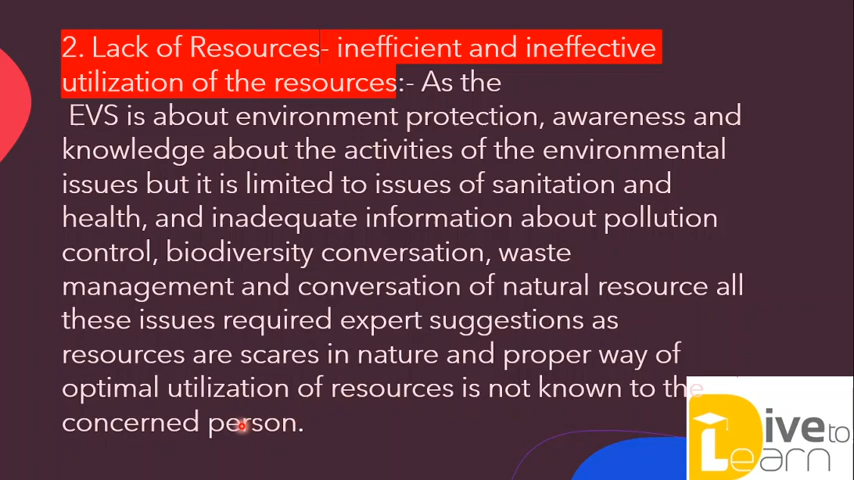 2. Lack of Resources- inefficient and ineffective
utilization of the resources:- As the
EVS is about environment protection, awareness and
knowledge about the activities of the environmental
issues but it is limited to issues of sanitation and
health, and inadequate information about pollution
control, biodiversity conversation, waste
management and conversation of natural resource all
these issues required expert suggestions as
resources are scares in nature and proper way of
optimal utilization of resources is not known to the
concerned person.
Dive to
Learn